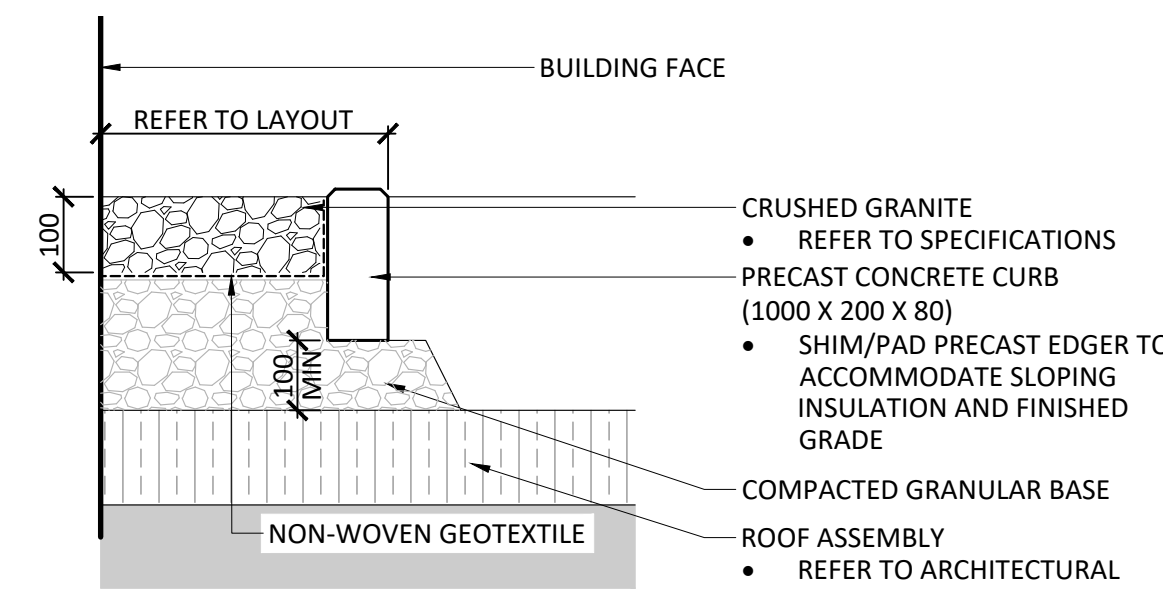 BUILDING FACE
REFER TO LAYOUT
100
CRUSHED GRANITE
• REFER TO SPECIFICATIONS
PRECAST CONCRETE CURB
(1000 X 200 X 80)
• SHIM/PAD PRECAST EDGER TO
ACCOMMODATE SLOPING
INSULATION AND FINISHED
GRADE
100
MIN
COMPACTED GRANULAR BASE
NON-WOVEN GEOTEXTILE
ROOF ASSEMBLY
• REFER TO ARCHITECTURAL